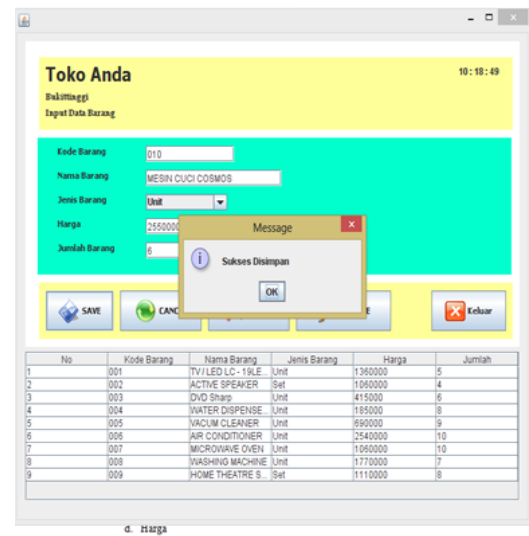 Toko Anda
10:18:49
Bukittinggi
Input Data Barang
Kode Barang 010
Nama Barang MESIN CUCI COSMOS
Jenis Barang Unit
Harga 2550000
Jumlah Barang 6
Message
Sukses Disimpan
OK
SAVE CANC Keluar
No Kode Barang Nama Barang Jenis Barang Harga Jumlah
1 001 TV/LED LC - 19LE... Unit 1360000 5
2 002 ACTIVE SPEAKER Set 1060000 4
3 003 DVD Sharp Unit 415000 6
4 004 WATER DISPENSE... Unit 185000 8
5 005 VACUM CLEANER Unit 690000 9
6 006 AIR CONDITIONER Unit 2540000 10
7 007 MICROWAVE OVEN Unit 1060000 10
8 008 WASHING MACHINE Unit 1770000 7
9 009 HOME THEATRE S... Set 1110000 8
d. Harga